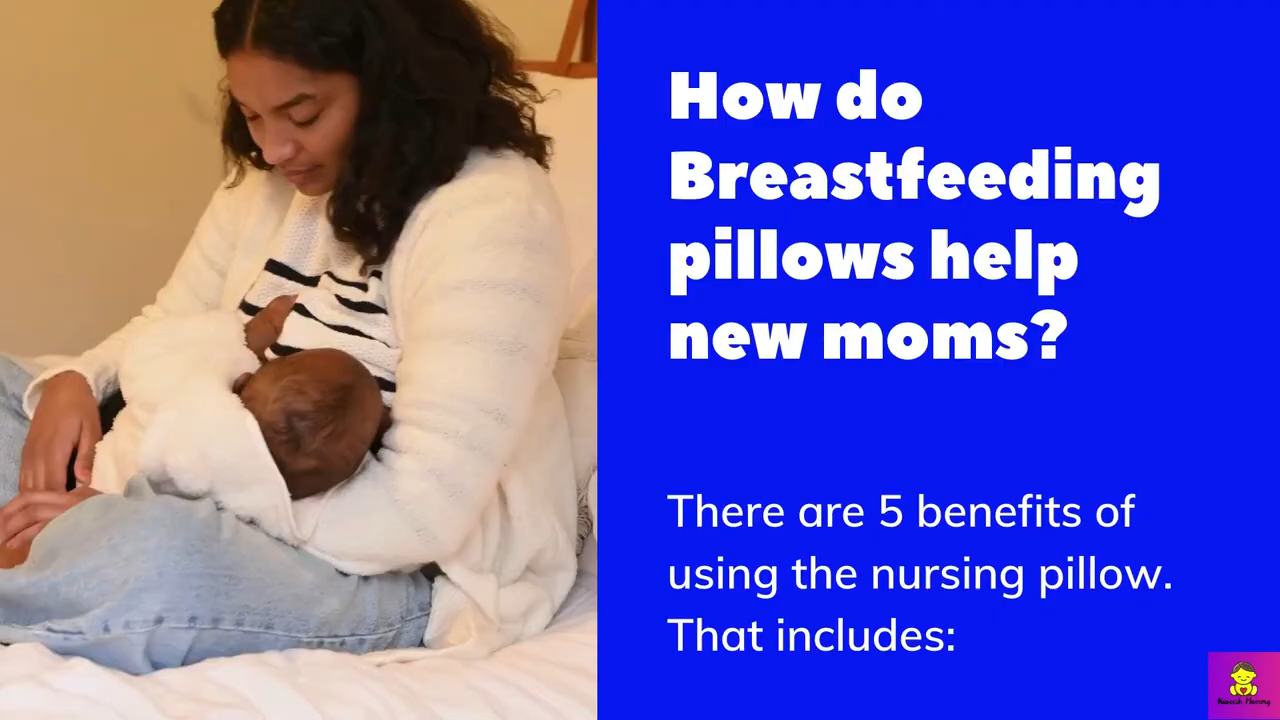 How do
Breastfeeding
pillows help
new moms?
There are 5 benefits of
using the nursing pillow.
That includes: